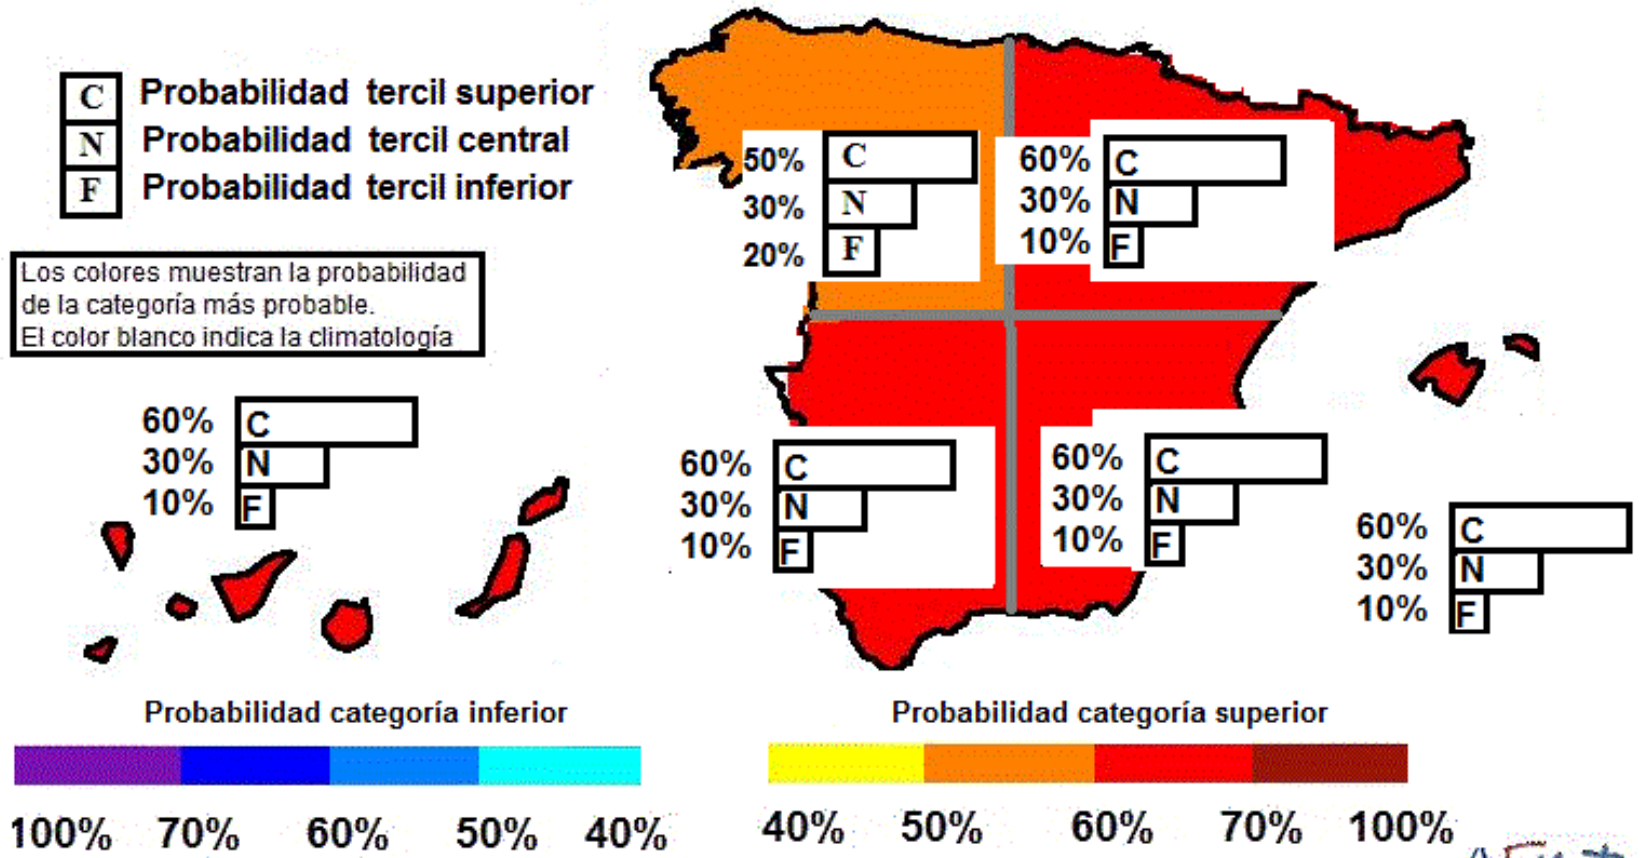 C Probabilidad tercil superior
N Probabilidad tercil central
F Probabilidad tercil inferior
Los colores muestran la probabilidad
de la categoría más probable.
El color blanco indica la climatología
50% C
30% N
20% F
60% C
30% N
10% F
60% C
30% N
10% F
60% C
30% N
10% F
60% C
30% N
10% F
60% C
30% N
10% F
Probabilidad categoría inferior
100% 70% 60% 50% 40%
Probabilidad categoría superior
40% 50% 60% 70% 100%